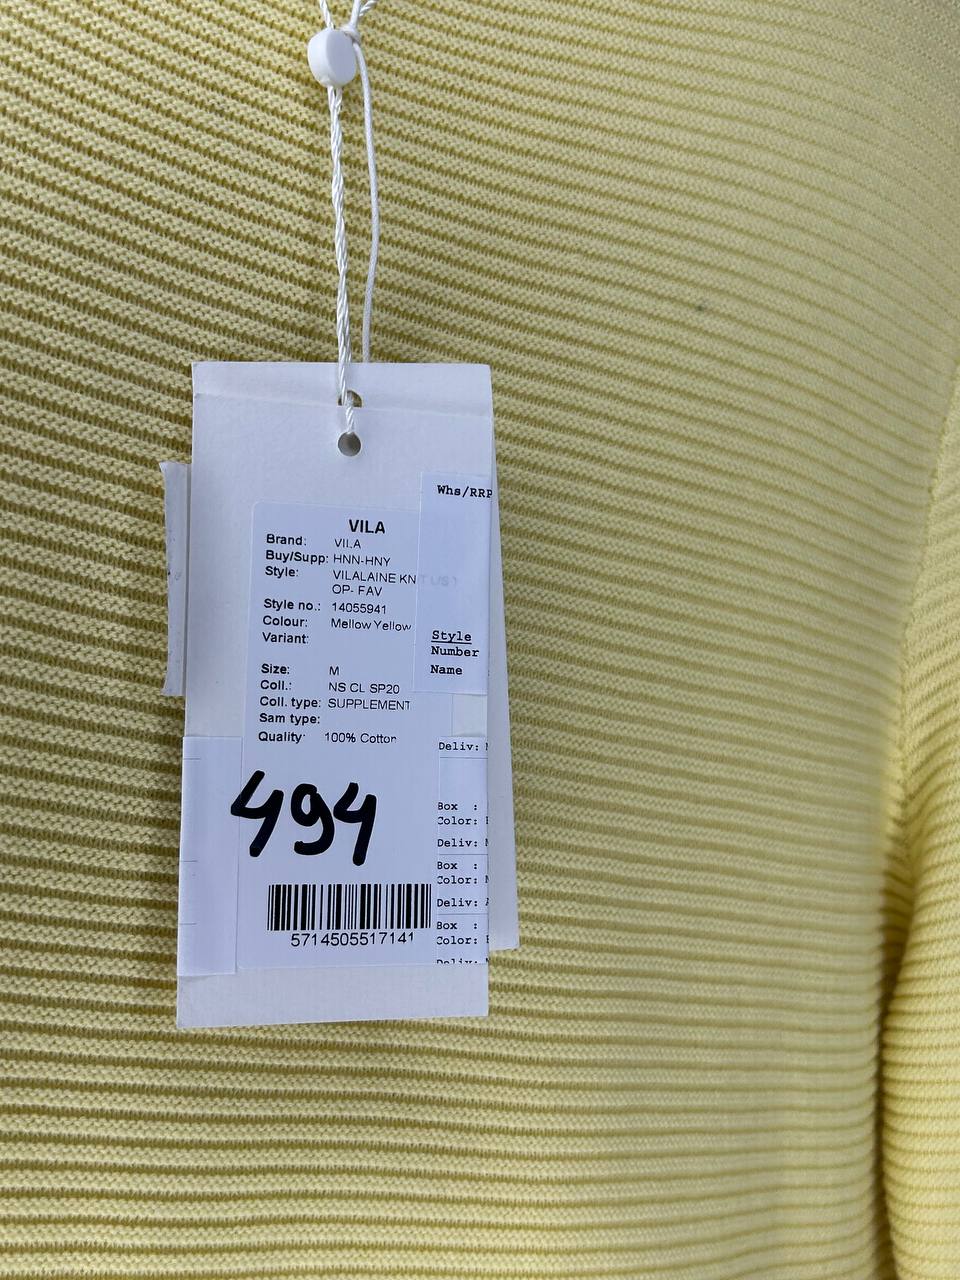 VILA
Brand: VILA
Buy/Supp: HNN-HNY
Style: VILALAINE KNIT L/S T
OP- FAV
Style no.: 14055941
Colour: Mellow Yellow
Variant:
Size: M
Coll.: NS CL SP20
Coll. type: SUPPLEMENT
Sam type:
Quality: 100% Cotton
494
5714505517141
Whs/RRP
Style
Number
Name
Deliv:
Box :
Color:
Deliv:
Box :
Color:
Deliv:
Box :
Color:
Deliv: